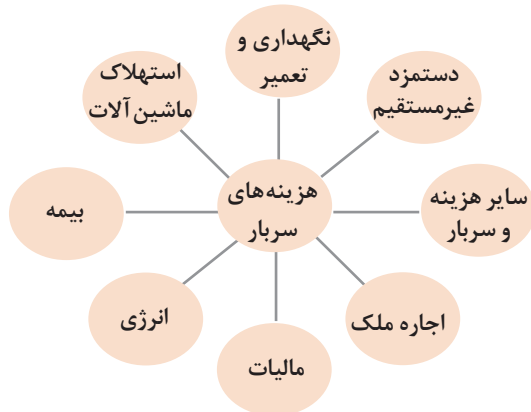 نگهداری و
تعمیر
دستمزد
غیرمستقیم
استهلاک
ماشین آلات
هزینه‌های
سربار
سایر هزینه
و سربار
بیمه
اجاره ملک
انرژی
مالیات